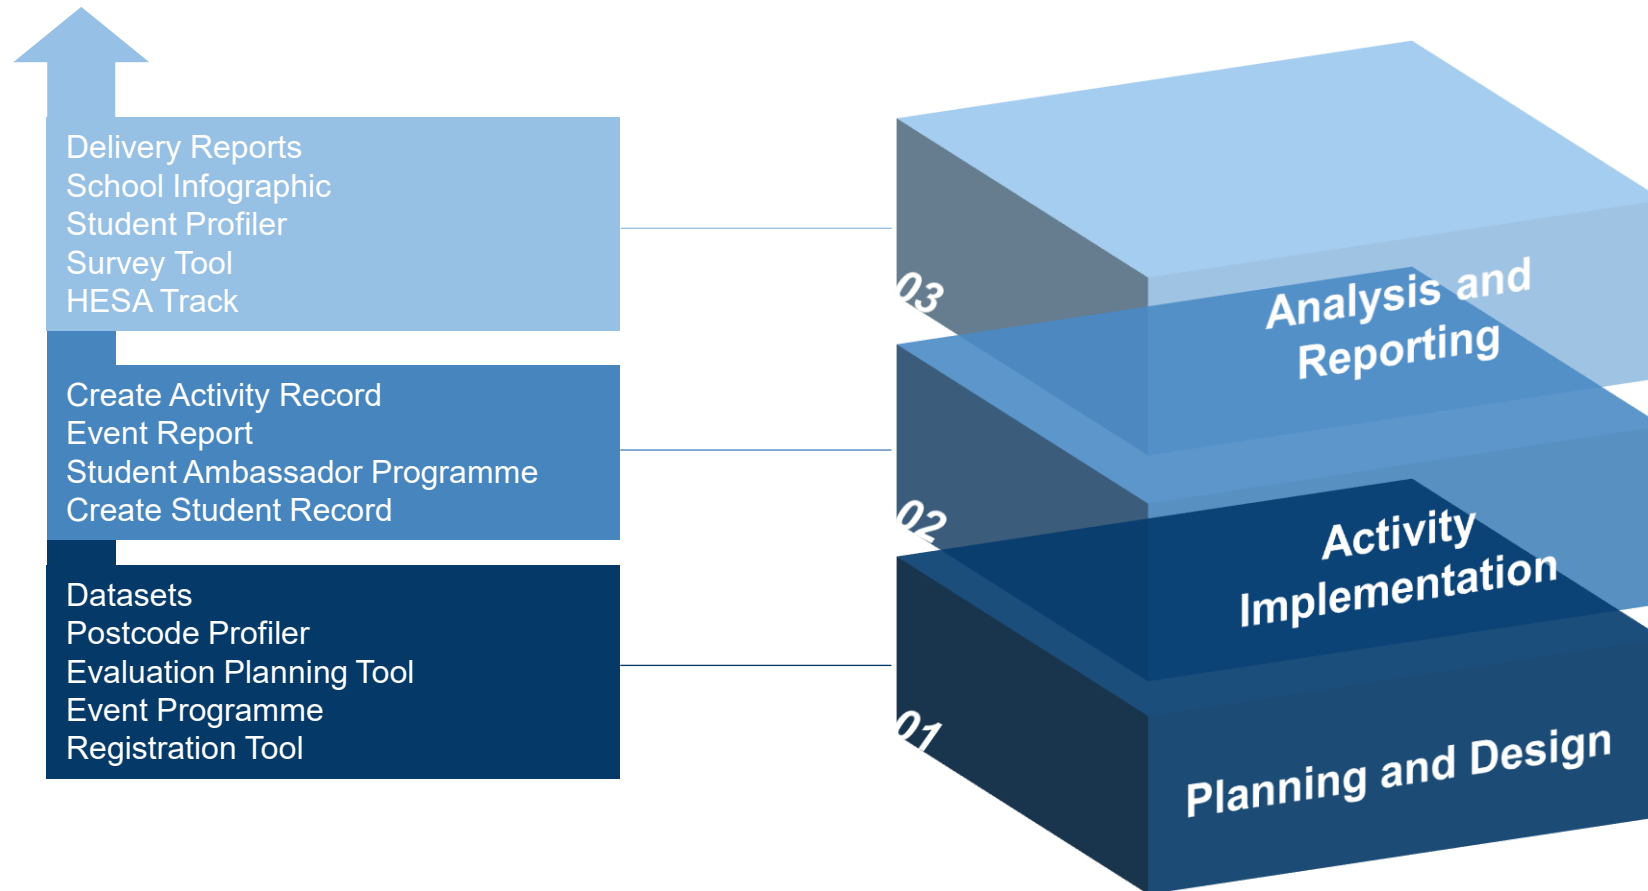 Delivery Reports
School Infographic
Student Profiler
Survey Tool
HESA Track
03
Analysis and
Reporting
Create Activity Record
Event Report
Student Ambassador Programme
Create Student Record
02
Activity
Implementation
Datasets
Postcode Profiler
Evaluation Planning Tool
Event Programme
Registration Tool
01
Planning and Design